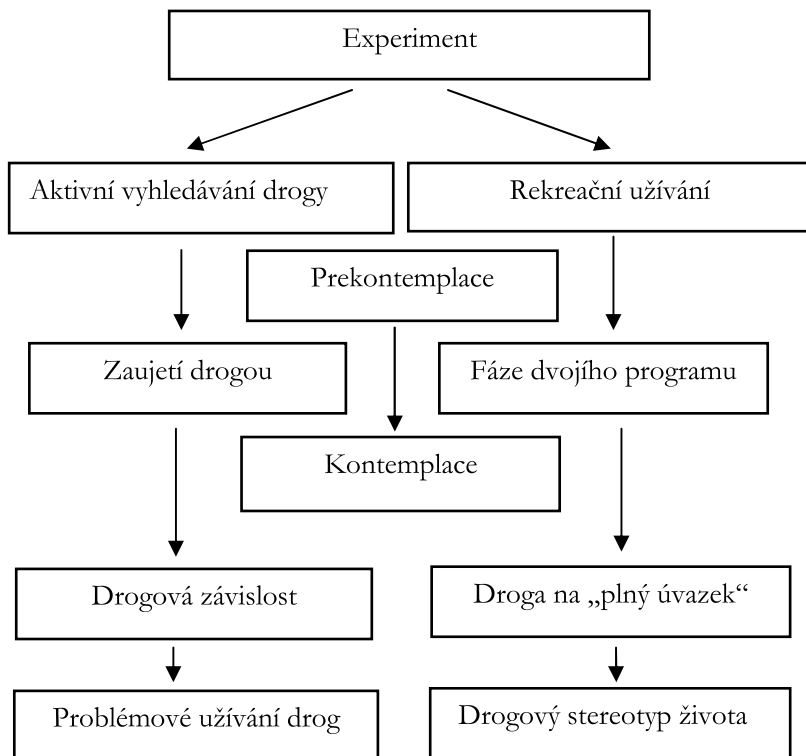 Experiment
Aktivní vyhledávání drogy
Rekreační užívání
Prekontemplace
Zaujetí drogou
Fáze dvojího programu
Kontemplace
Drogová závislost
Droga na „plný úvazek“
Problémové užívání drog
Drogový stereotyp života